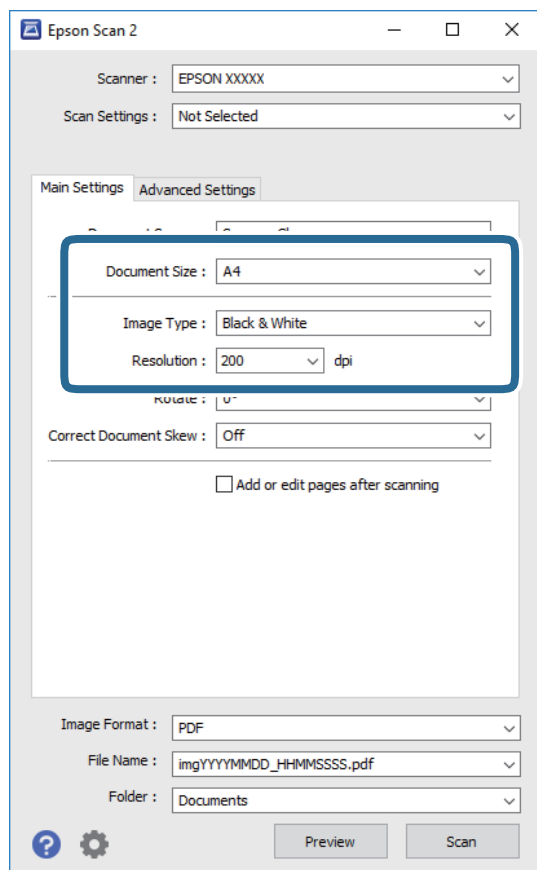 Epson Scan 2
Scanner : EPSON XXXXX
Scan Settings : Not Selected
Main Settings Advanced Settings
Document Size : A4
Image Type : Black & White
Resolution : 200 dpi
Rotate : 0°
Correct Document Skew : Off
Add or edit pages after scanning
Image Format : PDF
File Name : imgYYYYMMDD_HHMMSSSS.pdf
Folder : Documents
Preview Scan